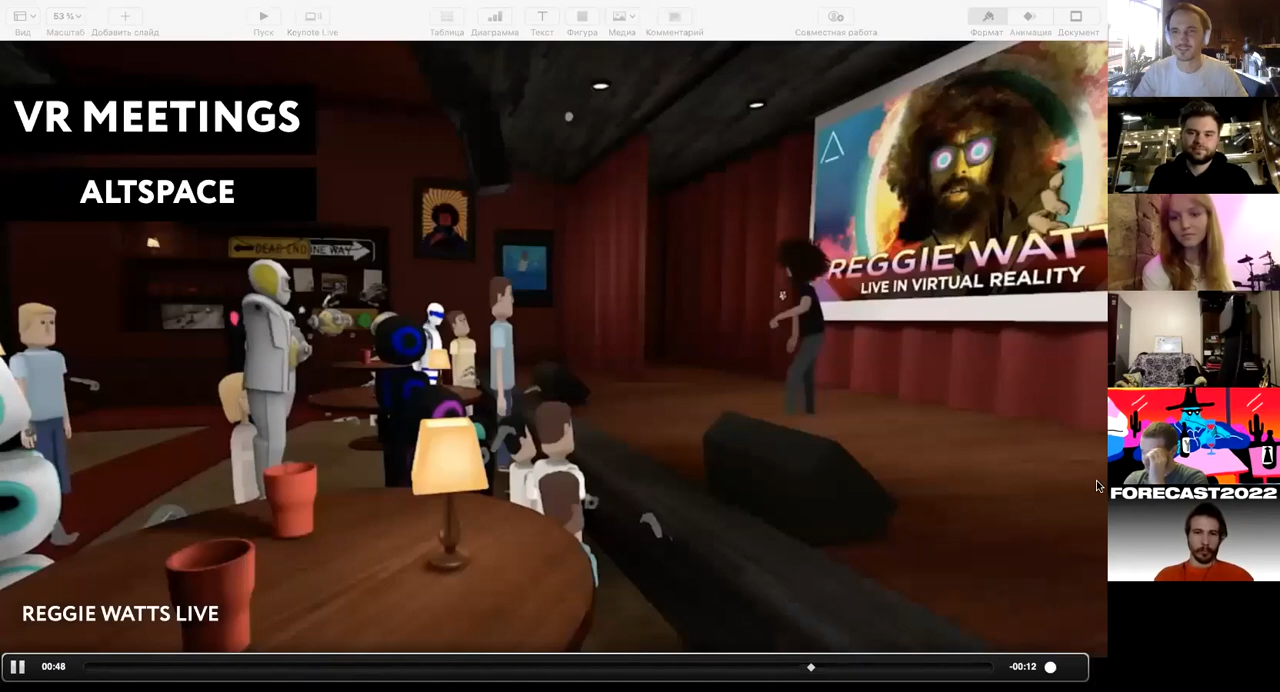 53 %
Вид
Масштаб
Добавить слайд
Пуск
Keynote Live
Таблица
Диаграмма
Текст
Фигура
Медиа
Комментарий
Совместная работа
Формат
Анимация
Документ
VR MEETINGS
ALTSPACE
DEAD END
ONE WAY
REGGIE WATT
LIVE IN VIRTUAL REALITY
REGGIE WATTS LIVE
FORECAST2022
00:48
-00:12